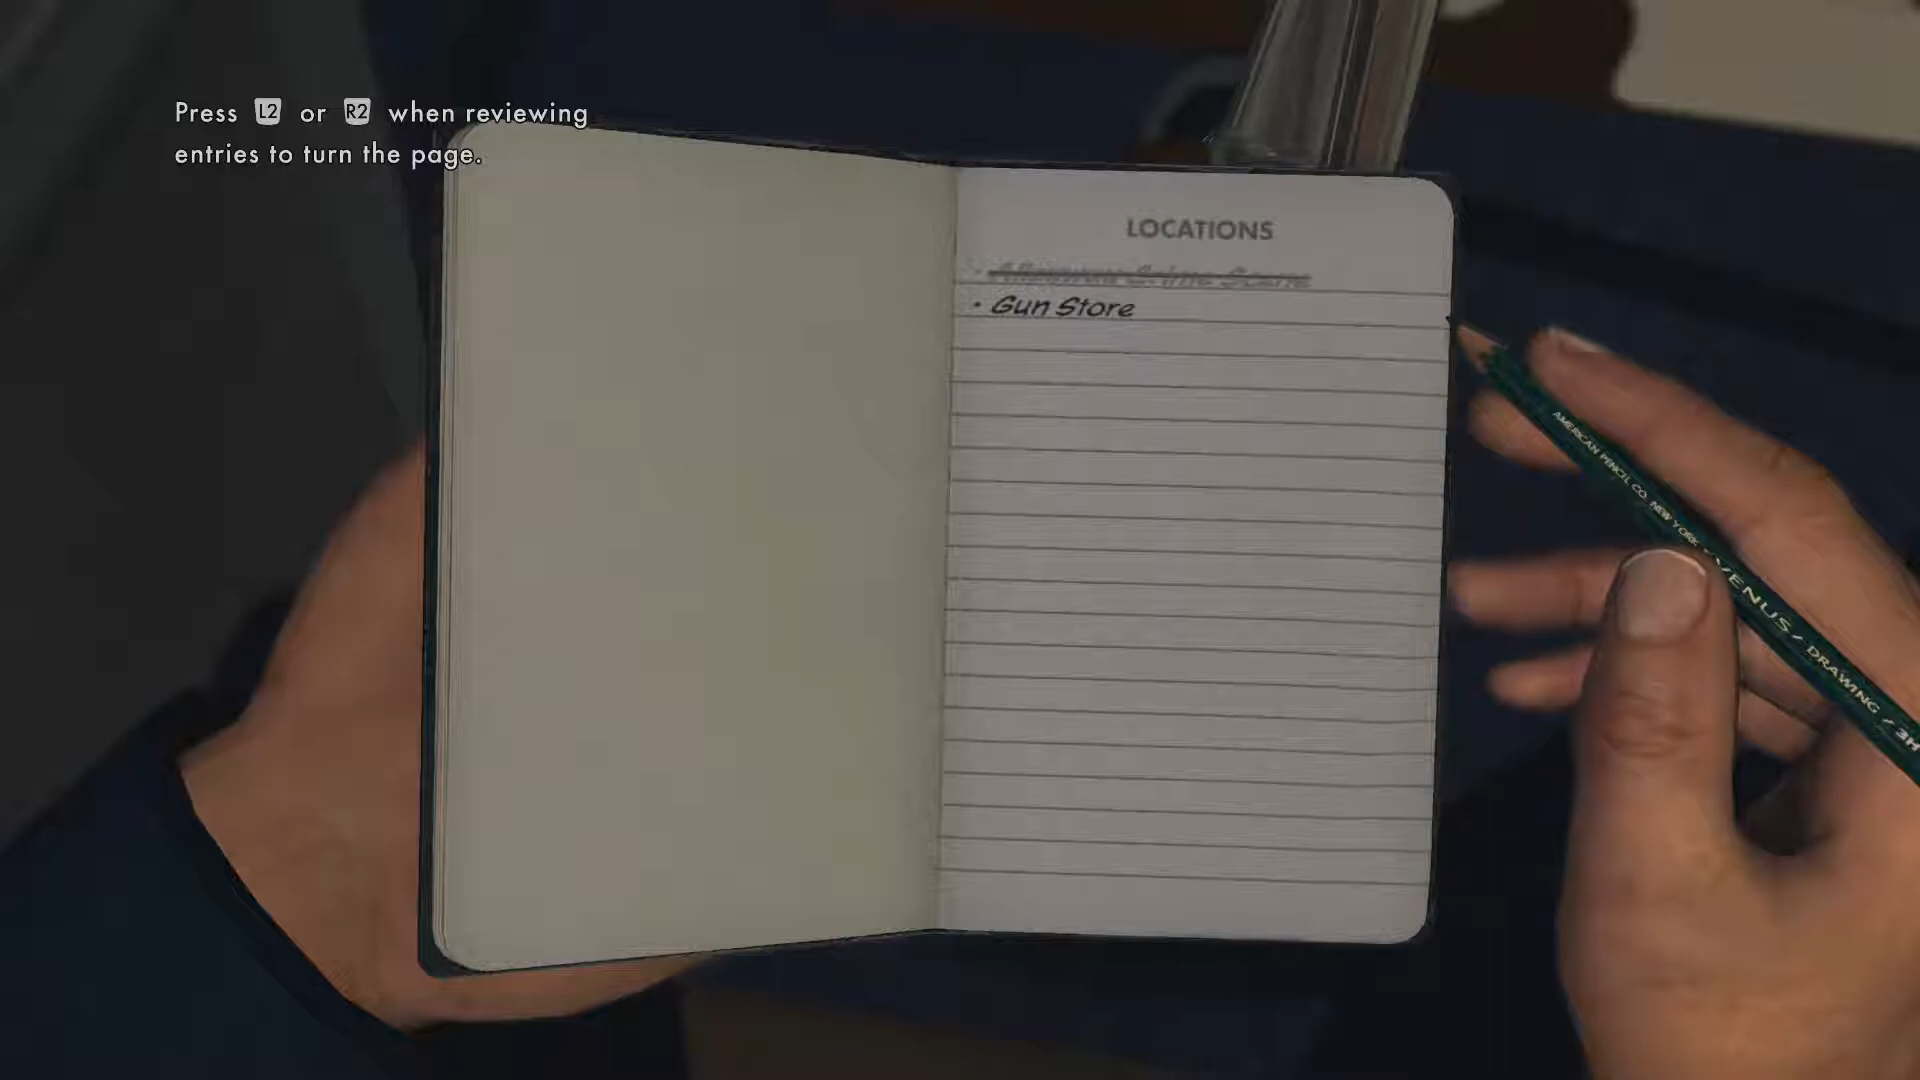 Press L2 or R2 when reviewing
entries to turn the page.
LOCATIONS
• Gun Store
AMERICAN PENCIL CO. NEW YORK VENUS / DRAWING / 3H